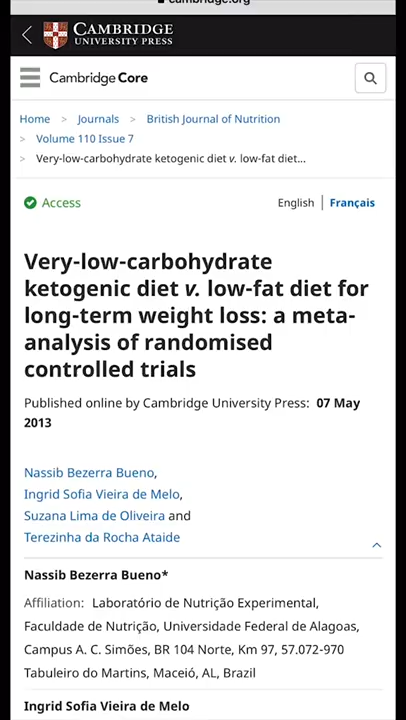 cambridge.org
CAMBRIDGE
UNIVERSITY PRESS
Cambridge Core
Home > Journals > British Journal of Nutrition
> Volume 110 Issue 7
> Very-low-carbohydrate ketogenic diet v. low-fat diet...
Access
English | Français
Very-low-carbohydrate
ketogenic diet v. low-fat diet for
long-term weight loss: a meta-
analysis of randomised
controlled trials
Published online by Cambridge University Press: 07 May
2013
Nassib Bezerra Bueno,
Ingrid Sofia Vieira de Melo,
Suzana Lima de Oliveira and
Terezinha da Rocha Ataide
Nassib Bezerra Bueno*
Affiliation: Laboratório de Nutrição Experimental,
Faculdade de Nutrição, Universidade Federal de Alagoas,
Campus A. C. Simões, BR 104 Norte, Km 97, 57.072-970
Tabuleiro do Martins, Maceió, AL, Brazil
Ingrid Sofia Vieira de Melo